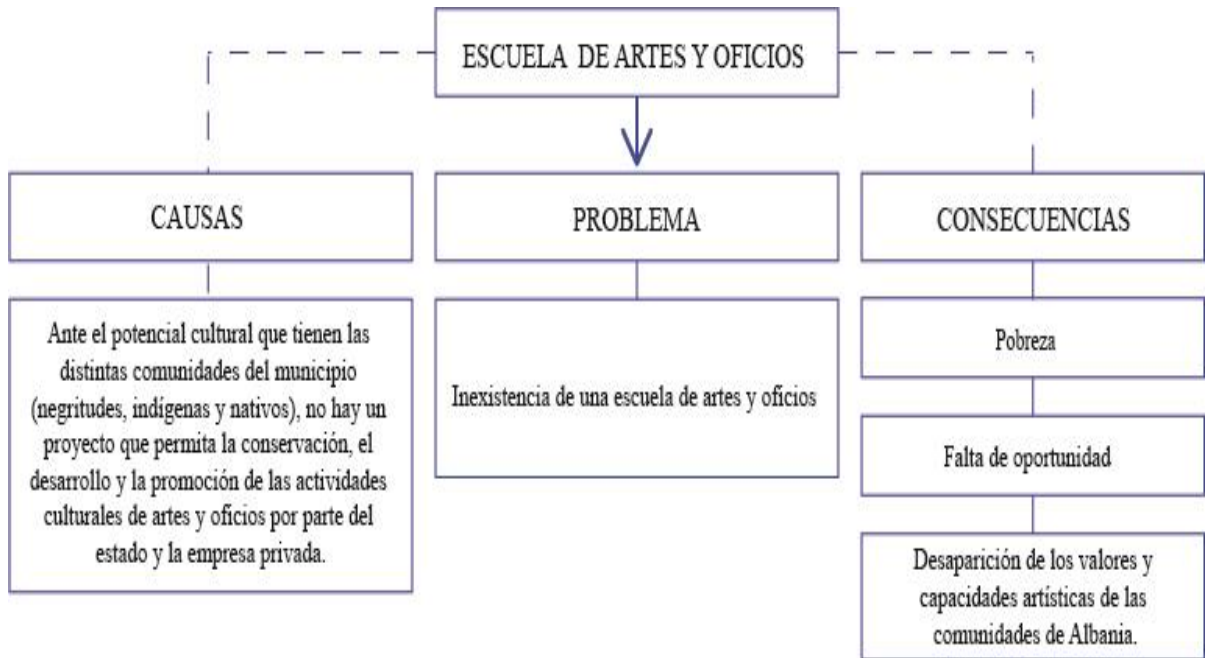 ESCUELA DE ARTES Y OFICIOS
CAUSAS
Ante el potencial cultural que tienen las
distintas comunidades del municipio
(negritudes, indígenas y nativos), no hay un
proyecto que permita la conservación, el
desarrollo y la promoción de las actividades
culturales de artes y oficios por parte del
estado y la empresa privada.
PROBLEMA
Inexistencia de una escuela de artes y oficios
CONSECUENCIAS
Pobreza
Falta de oportunidad
Desaparición de los valores y
capacidades artísticas de las
comunidades de Albania.